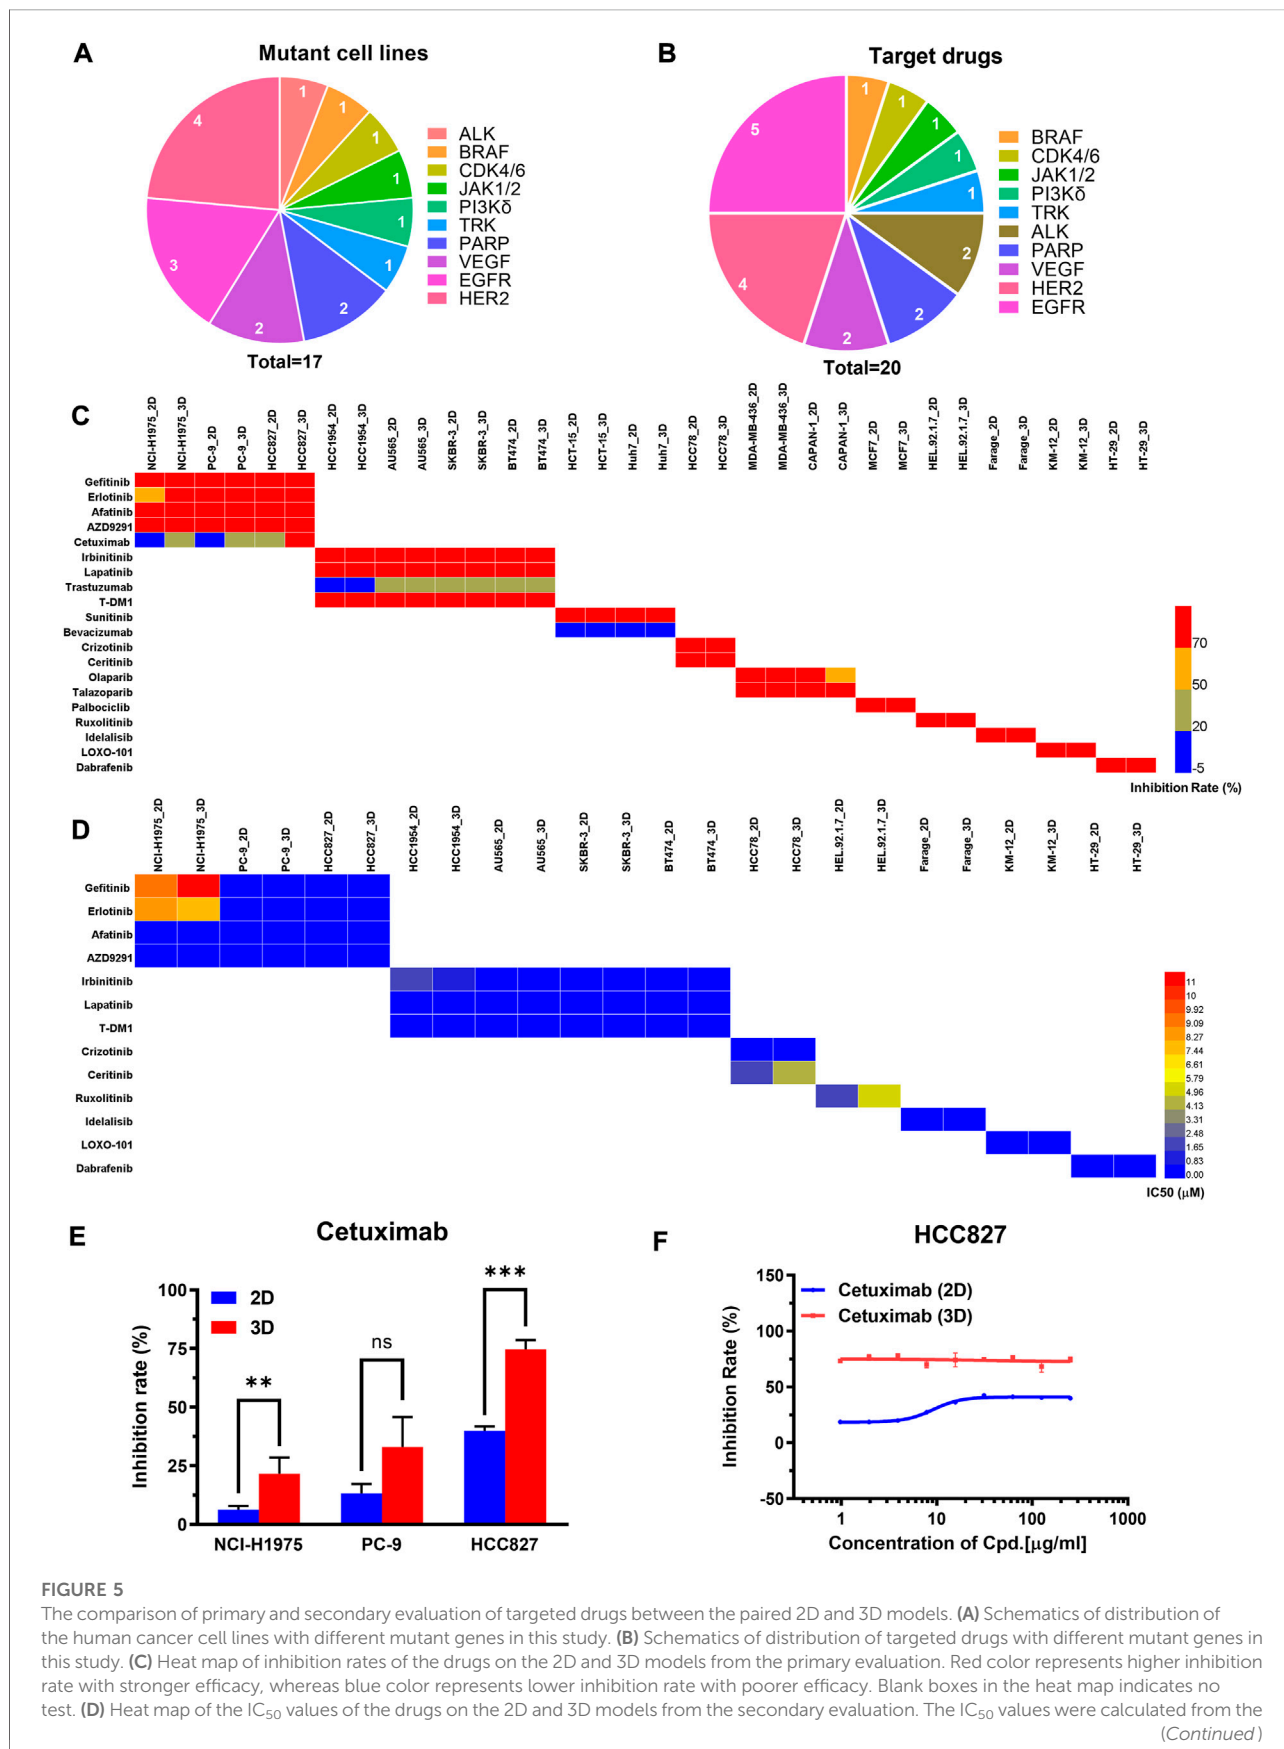 A
Mutant cell lines
1
1
1
1
1
1
2
2
3
4
ALK
BRAF
CDK4/6
JAK1/2
PI3Kδ
TRK
PARP
VEGF
EGFR
HER2
Total=17
B
Target drugs
1
1
1
1
1
2
2
2
4
5
BRAF
CDK4/6
JAK1/2
PI3Kδ
TRK
ALK
PARP
VEGF
HER2
EGFR
Total=20
C
NCI-H1975_2D
NCI-H1975_3D
PC-9_2D
PC-9_3D
HCC827_2D
HCC827_3D
HCC1954_2D
HCC1954_3D
AU565_2D
AU565_3D
SKBR-3_2D
SKBR-3_3D
BT474_2D
BT474_3D
HCT-15_2D
HCT-15_3D
Huh7_2D
Huh7_3D
HCC78_2D
HCC78_3D
MDA-MB-436_2D
MDA-MB-436_3D
CAPAN-1_2D
CAPAN-1_3D
MCF7_2D
MCF7_3D
HEL.92.1.7_2D
HEL.92.1.7_3D
Farage_2D
Farage_3D
KM-12_2D
KM-12_3D
HT-29_2D
HT-29_3D
Gefitinib
Erlotinib
Afatinib
AZD9291
Cetuximab
Irbinitinib
Lapatinib
Trastuzumab
T-DM1
Sunitinib
Bevacizumab
Crizotinib
Ceritinib
Olaparib
Talazoparib
Palbociclib
Ruxolitinib
Idelalisib
LOXO-101
Dabrafenib
70
50
20
-5
Inhibition Rate (%)
D
NCI-H1975_2D
NCI-H1975_3D
PC-9_2D
PC-9_3D
HCC827_2D
HCC827_3D
HCC1954_2D
HCC1954_3D
AU565_2D
AU565_3D
SKBR-3_2D
SKBR-3_3D
BT474_2D
BT474_3D
HCC78_2D
HCC78_3D
HEL.92.1.7_2D
HEL.92.1.7_3D
Farage_2D
Farage_3D
KM-12_2D
KM-12_3D
HT-29_2D
HT-29_3D
Gefitinib
Erlotinib
Afatinib
AZD9291
Irbinitinib
Lapatinib
T-DM1
Crizotinib
Ceritinib
Ruxolitinib
Idelalisib
LOXO-101
Dabrafenib
11
10
9.92
9.09
8.27
7.44
6.61
5.79
4.96
4.13
3.31
2.48
1.65
0.83
0.00
IC50 (μM)
E
Cetuximab
Inhibition rate (%)
100
75
50
25
0
2D
3D
**
ns
***
NCI-H1975
PC-9
HCC827
F
HCC827
Inhibition Rate (%)
150
100
50
0
-50
Cetuximab (2D)
Cetuximab (3D)
1
10
100
1000
Concentration of Cpd.[μg/ml]
FIGURE 5
The comparison of primary and secondary evaluation of targeted drugs between the paired 2D and 3D models. (A) Schematics of distribution of
the human cancer cell lines with different mutant genes in this study. (B) Schematics of distribution of targeted drugs with different mutant genes in
this study. (C) Heat map of inhibition rates of the drugs on the 2D and 3D models from the primary evaluation. Red color represents higher inhibition
rate with stronger efficacy, whereas blue color represents lower inhibition rate with poorer efficacy. Blank boxes in the heat map indicates no
test. (D) Heat map of the IC50 values of the drugs on the 2D and 3D models from the secondary evaluation. The IC50 values were calculated from the
(Continued)